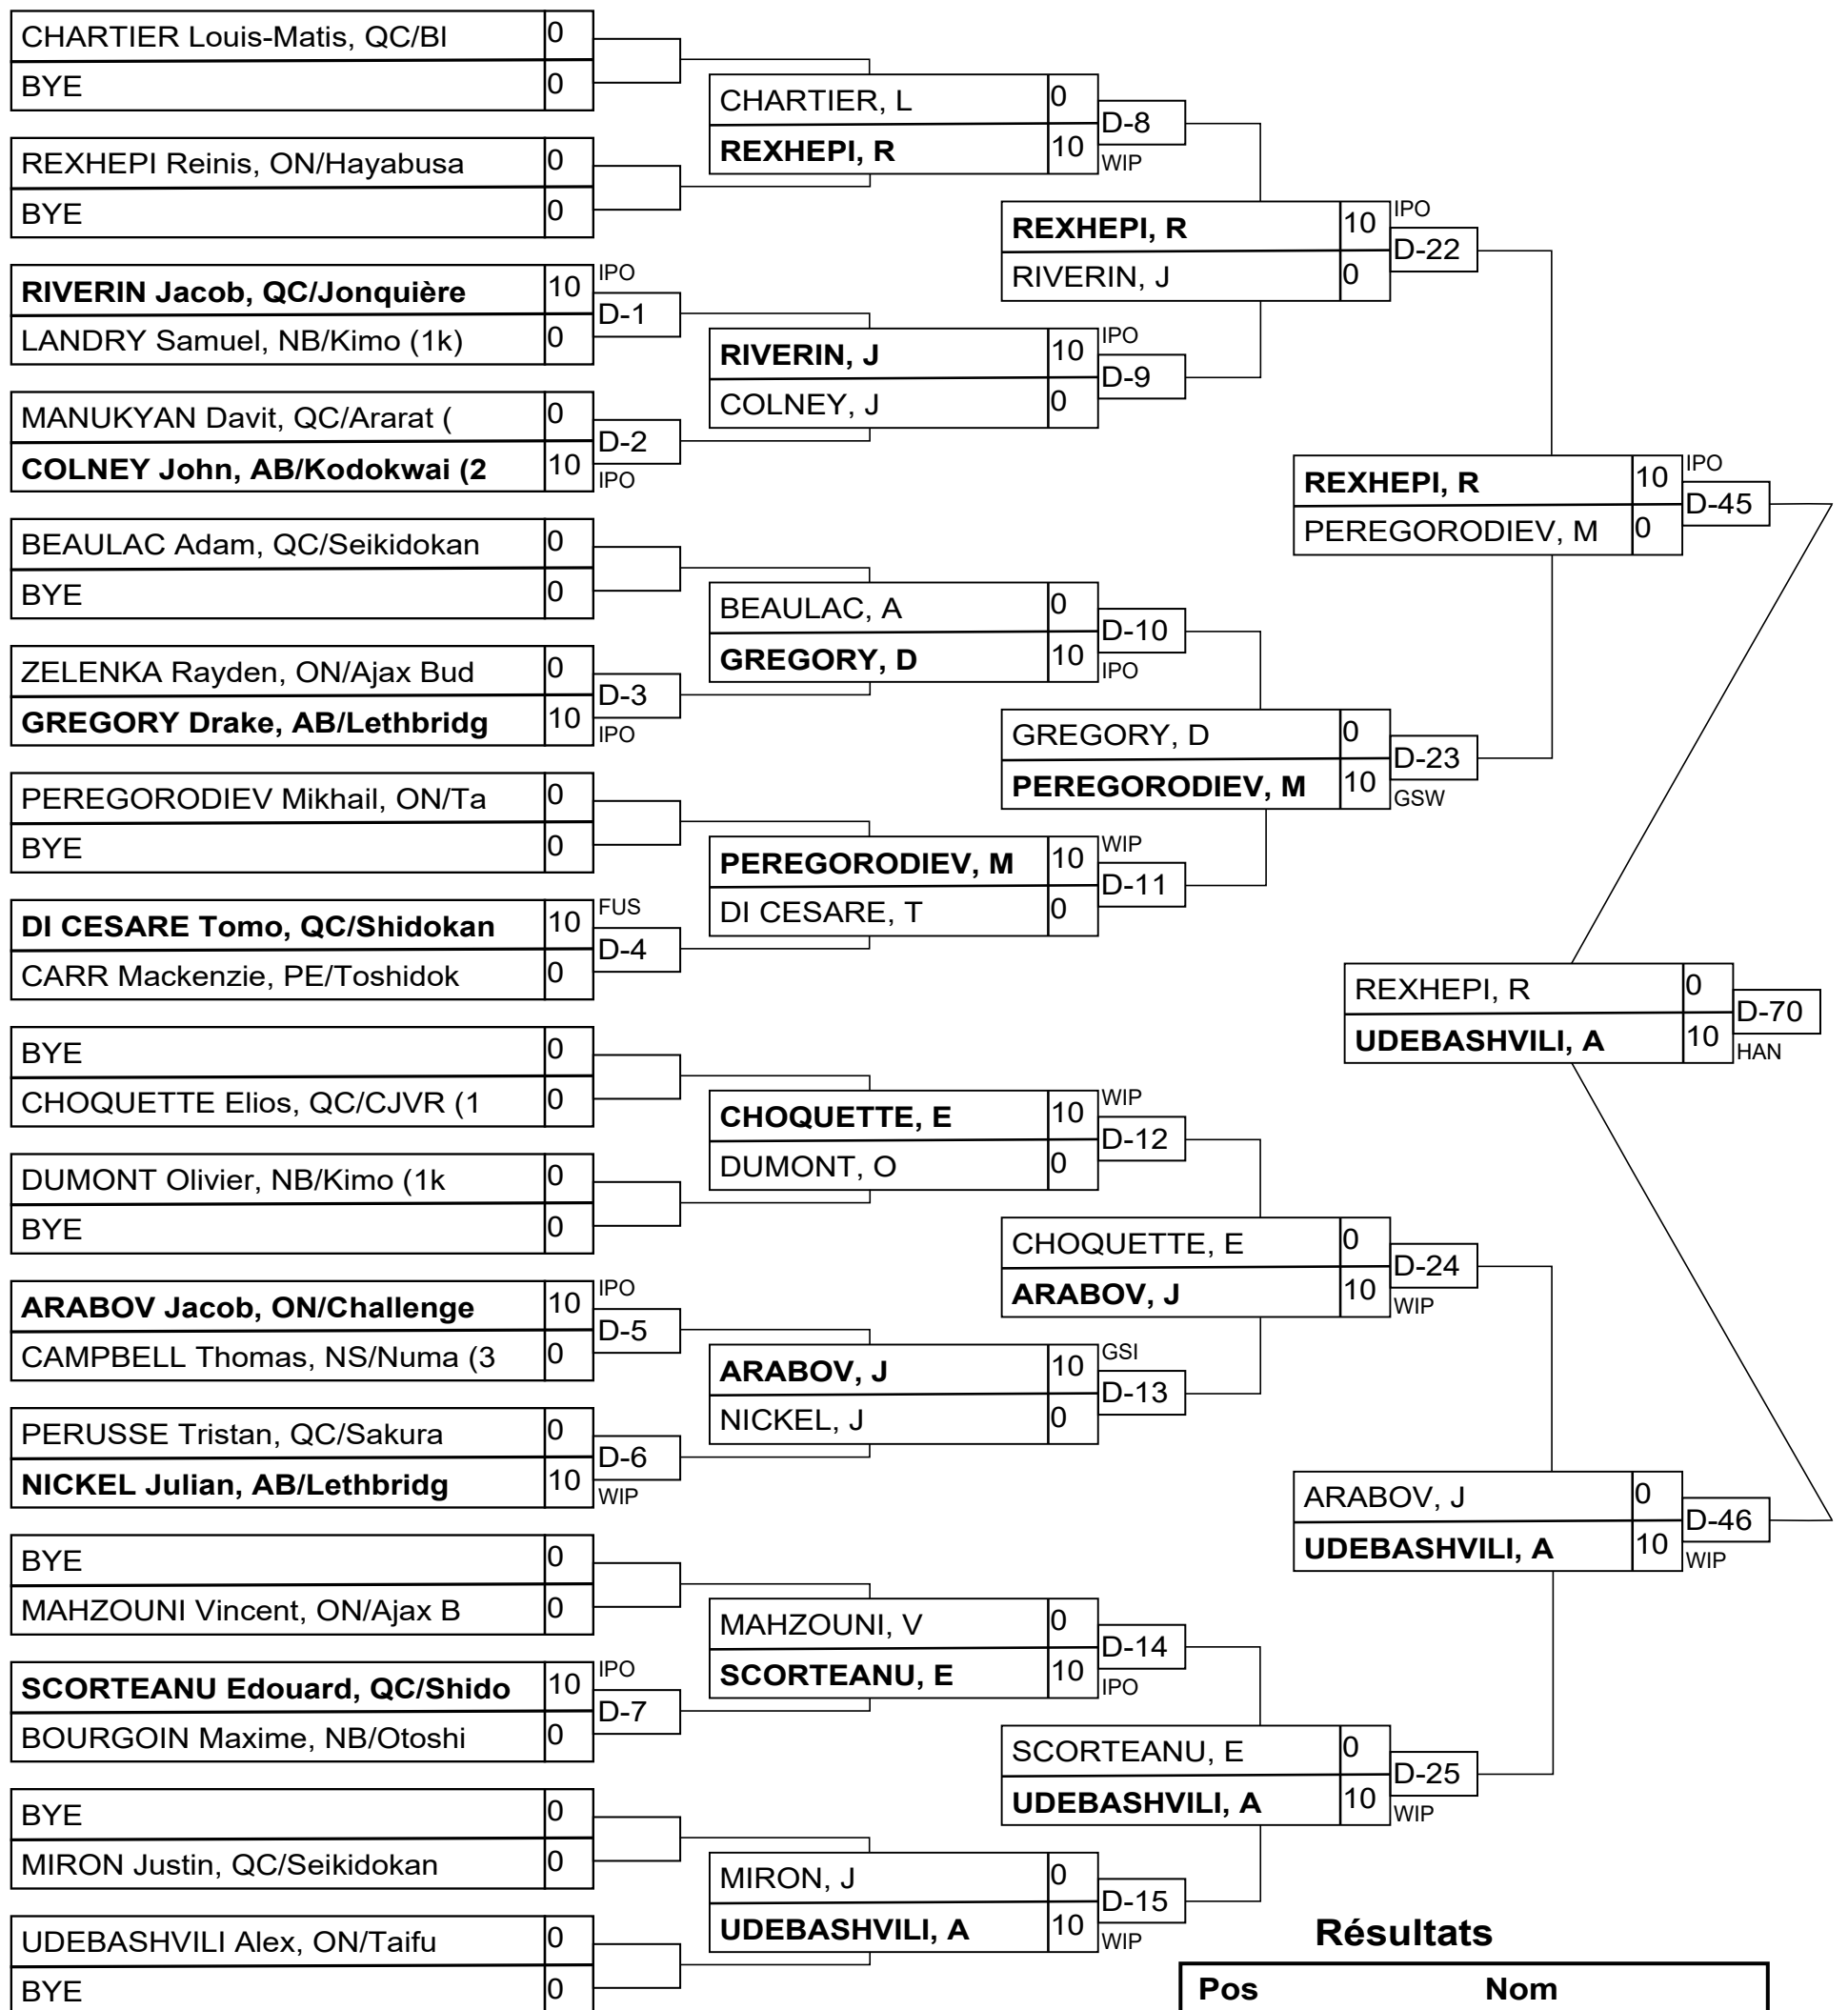 CHARTIER Louis-Matis, QC/Bl 0
BYE 0
REXHEPI Reinis, ON/Hayabusa 0
BYE 0
RIVERIN Jacob, QC/Jonquière 10 IPO
D-1
LANDRY Samuel, NB/Kimo (1k) 0
MANUKYAN Davit, QC/Ararat ( 0
D-2
COLNEY John, AB/Kodokwai (2 10 IPO
BEAULAC Adam, QC/Seikidokan 0
BYE 0
ZELENKA Rayden, ON/Ajax Bud 0
D-3
GREGORY Drake, AB/Lethbridg 10 IPO
PEREGORODIEV Mikhail, ON/Ta 0
BYE 0
DI CESARE Tomo, QC/Shidokan 10 FUS
D-4
CARR Mackenzie, PE/Toshidok 0
BYE 0
CHOQUETTE Elios, QC/CJVR (1 0
DUMONT Olivier, NB/Kimo (1k 0
BYE 0
ARABOV Jacob, ON/Challenge 10 IPO
D-5
CAMPBELL Thomas, NS/Numa (3 0
PERUSSE Tristan, QC/Sakura 0
D-6
NICKEL Julian, AB/Lethbridg 10 WIP
BYE 0
MAHZOUNI Vincent, ON/Ajax B 0
SCORTEANU Edouard, QC/Shido 10 IPO
D-7
BOURGOIN Maxime, NB/Otoshi 0
BYE 0
MIRON Justin, QC/Seikidokan 0
UDEBASHVILI Alex, ON/Taifu 0
BYE 0
CHARTIER, L 0
D-8
REXHEPI, R 10 WIP
RIVERIN, J 10 IPO
D-9
COLNEY, J 0
BEAULAC, A 0
D-10
GREGORY, D 10 IPO
PEREGORODIEV, M 10 WIP
D-11
DI CESARE, T 0
CHOQUETTE, E 10 WIP
D-12
DUMONT, O 0
ARABOV, J 10 GSI
D-13
NICKEL, J 0
MAHZOUNI, V 0
D-14
SCORTEANU, E 10 IPO
MIRON, J 0
D-15
UDEBASHVILI, A 10 WIP
REXHEPI, R 10 IPO
D-22
RIVERIN, J 0
GREGORY, D 0
D-23
PEREGORODIEV, M 10 GSW
CHOQUETTE, E 0
D-24
ARABOV, J 10 WIP
SCORTEANU, E 0
D-25
UDEBASHVILI, A 10 WIP
REXHEPI, R 10 IPO
D-45
PEREGORODIEV, M 0
ARABOV, J 0
D-46
UDEBASHVILI, A 10 WIP
REXHEPI, R 0
D-70
UDEBASHVILI, A 10 HAN
Résultats
Pos Nom